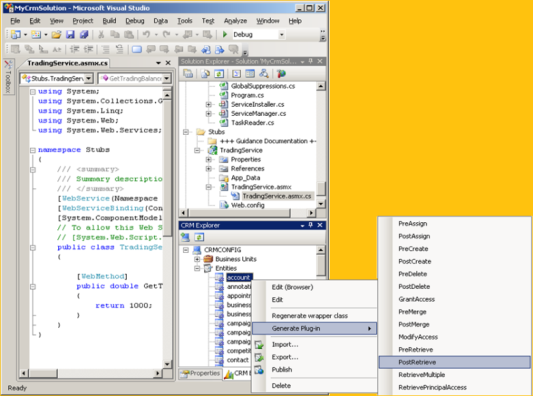 MyCrmSolution - Microsoft Visual Studio
File Edit View Project Build Debug Data Tools Test Analyze Window Help
Debug
Toolbox
TradingService.asmx.cs
Stubs.TradingServ
GetTradingBalanc
using System;
using System.Collections.G
using System.Linq;
using System.Web;
using System.Web.Services;
namespace Stubs
{
/// <summary>
/// Summary descriptio
/// </summary>
[WebService(Namespace
[WebServiceBinding(Con
[System.ComponentModel
// To allow this Web S
// [System.Web.Script.
public class TradingSe
{
[WebMethod]
public double GetT
{
return 1000;
}
}
}
Solution Explorer - Solution 'MyCrmSol...
GlobalSuppressions.cs
Program.cs
ServiceInstaller.cs
ServiceManager.cs
TaskReader.cs
Stubs
+++ Guidance Documentation +-
TradingService
Properties
References
App_Data
TradingService.asmx
TradingService.asmx.cs
Web.config
CRM Explorer
CRMCONFIG
Business Units
Entities
account
annotati
appointm
business
business
campaig
campaig
campaig
competit
contact
Properties
CRM E
Ready
Edit (Browser)
Edit
Regenerate wrapper class
Generate Plug-in
Import...
Export...
Publish
Delete
PreAssign
PostAssign
PreCreate
PostCreate
PreDelete
PostDelete
GrantAccess
PreMerge
PostMerge
ModifyAccess
PreRetrieve
PostRetrieve
RetrieveMultiple
RetrievePrincipalAccess